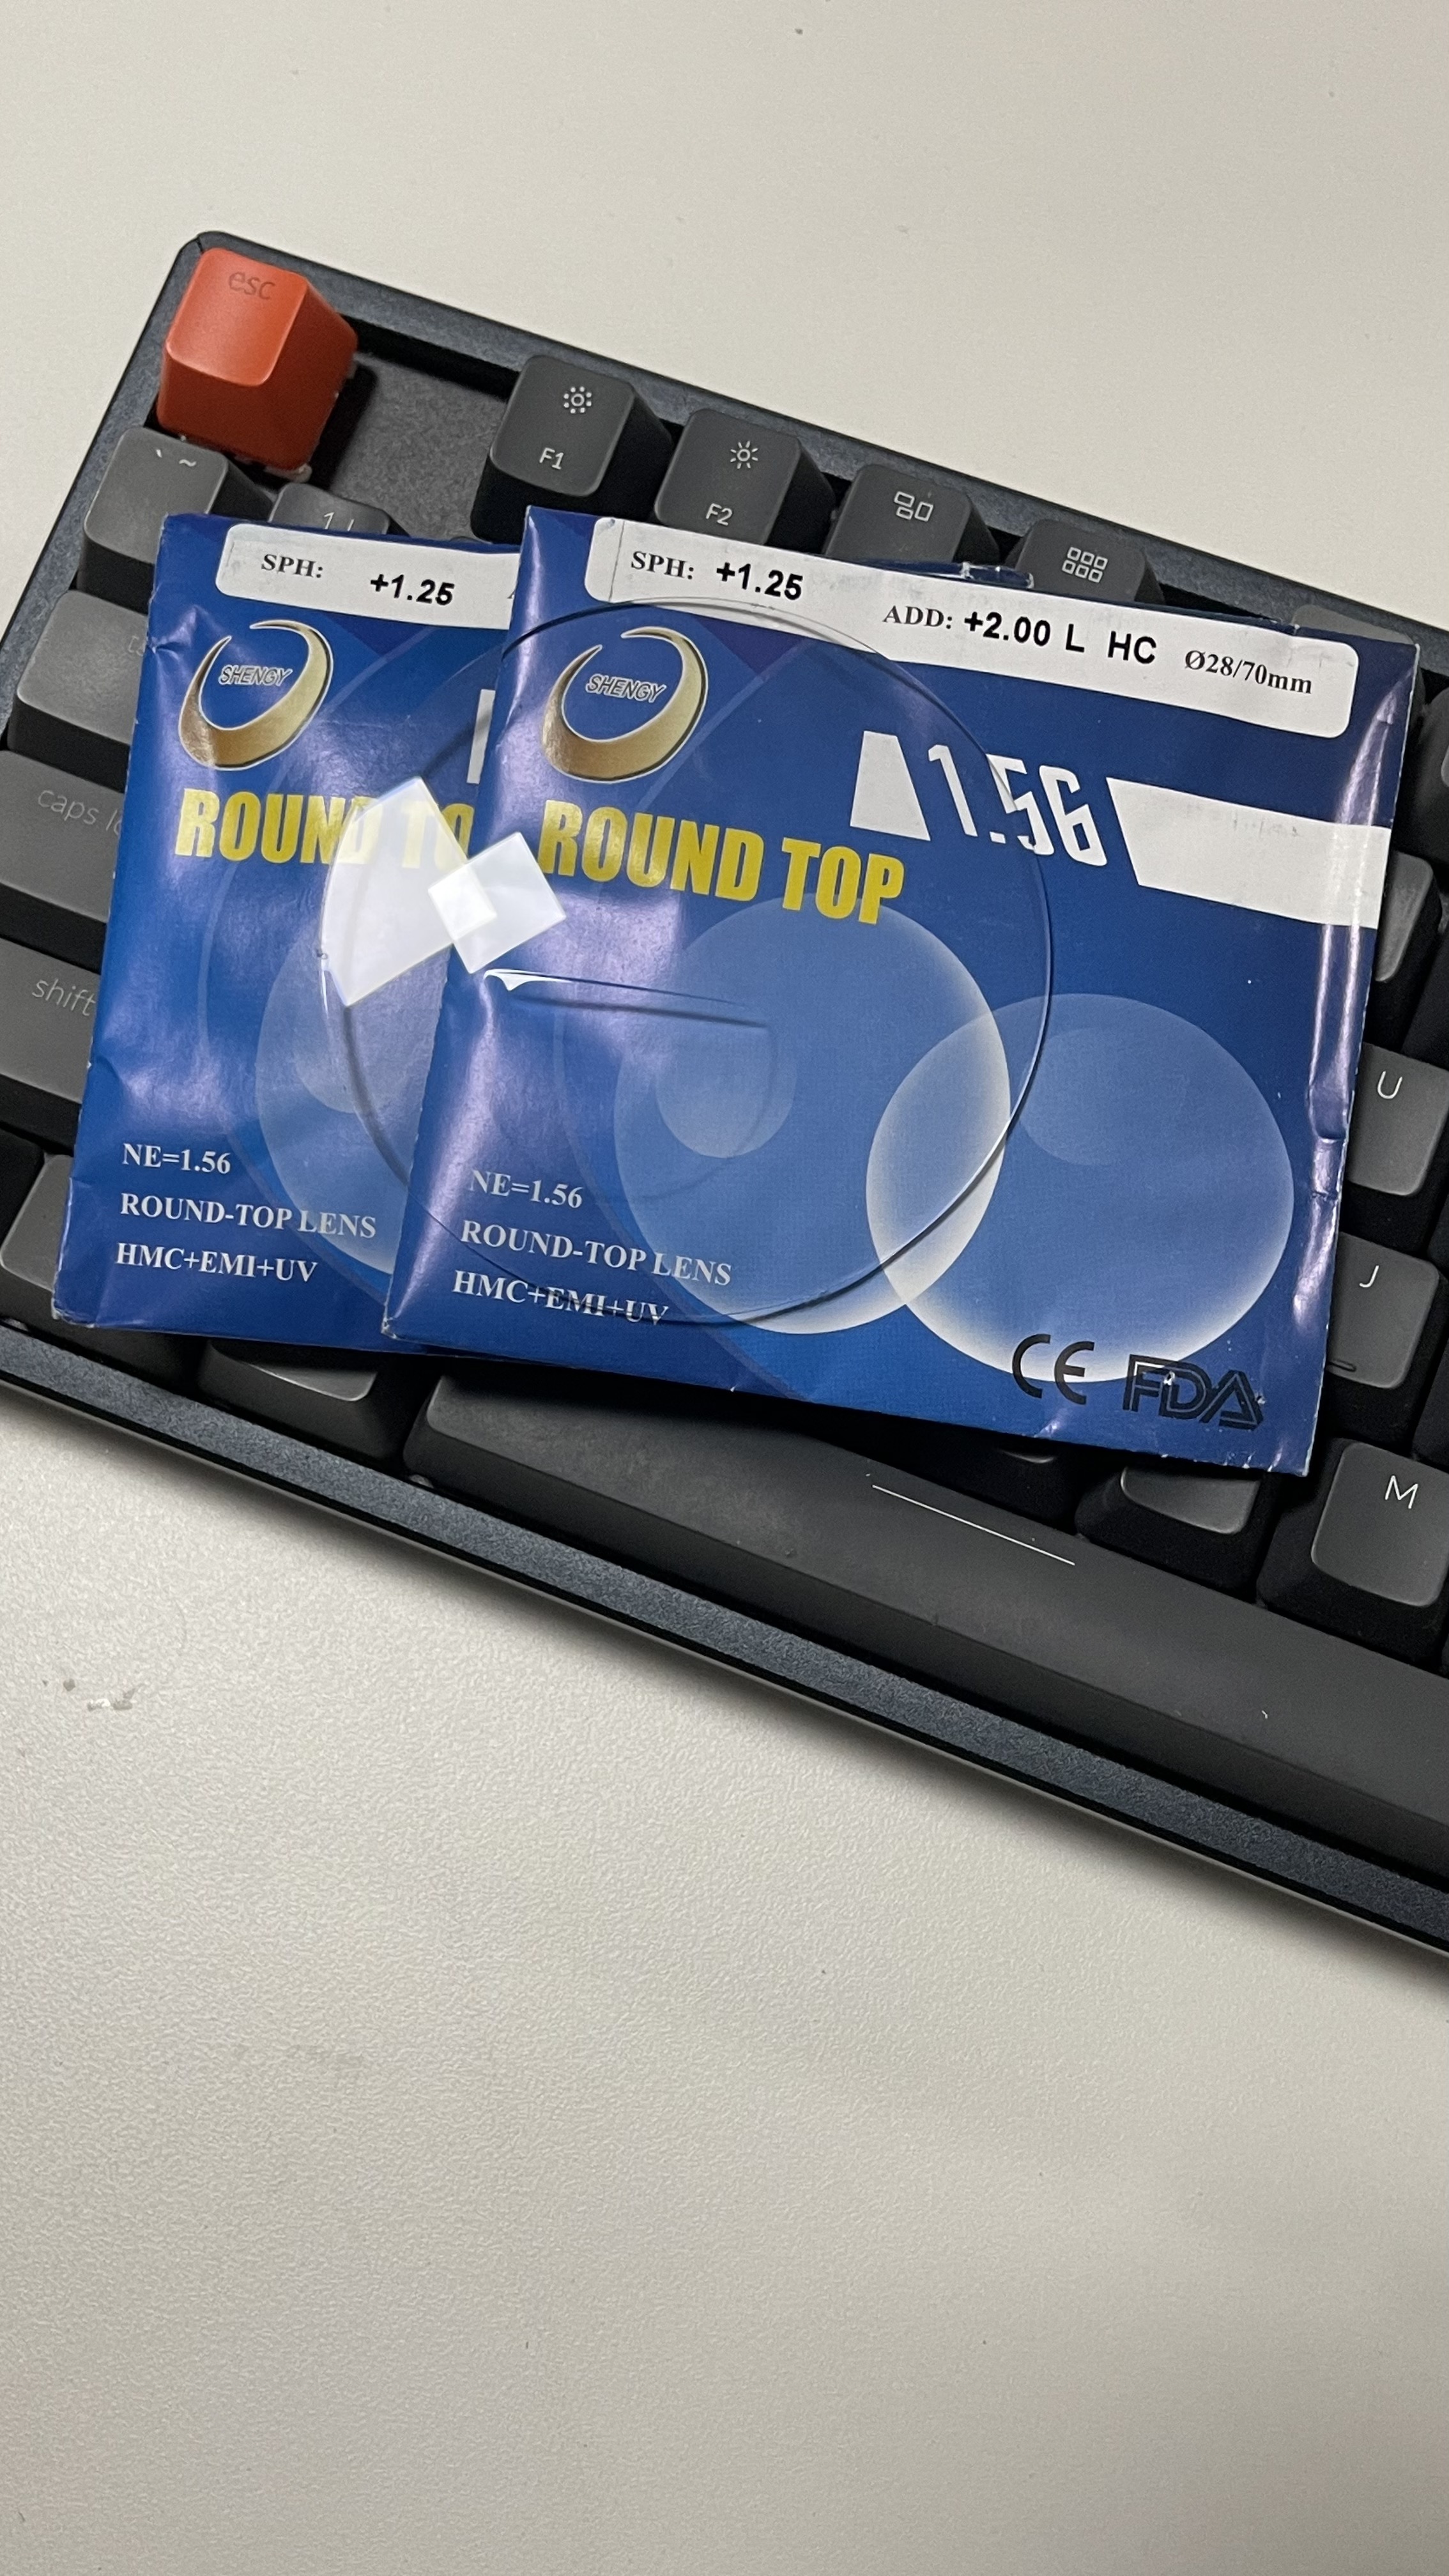 esc
F1
F2
` ~
1 !
caps l
shift
SPH: +1.25
SHENGY
ROUND TO
NE=1.56
ROUND-TOP LENS
HMC+EMI+UV
SPH: +1.25 ADD: +2.00 L HC Ø28/70mm
SHENGY
1.56
ROUND TOP
NE=1.56
ROUND-TOP LENS
HMC+EMI+UV
CE FDA
U
J
M